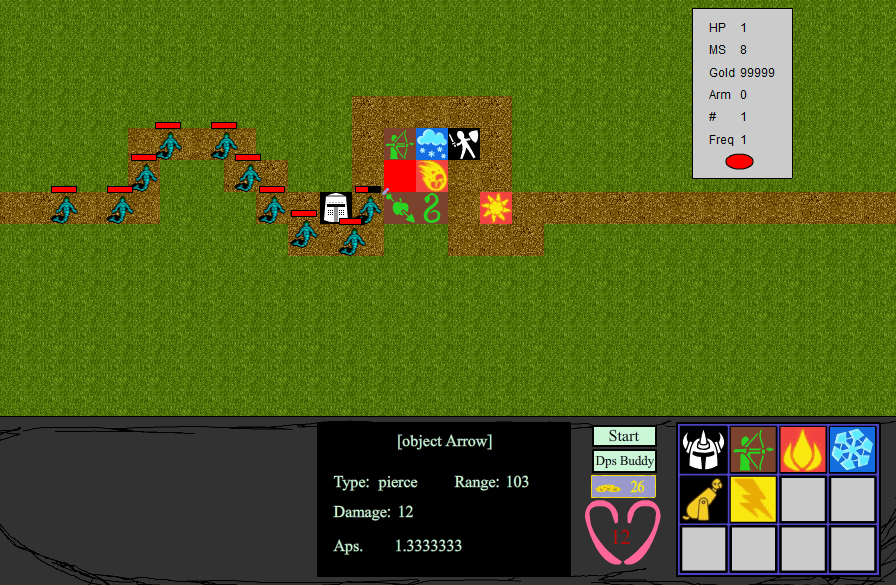 HP 1
MS 8
Gold 99999
Arm 0
# 1
Freq 1
[object Arrow]
Type: pierce Range: 103
Damage: 12
Aps. 1.3333333
Start
Dps Buddy
26
12